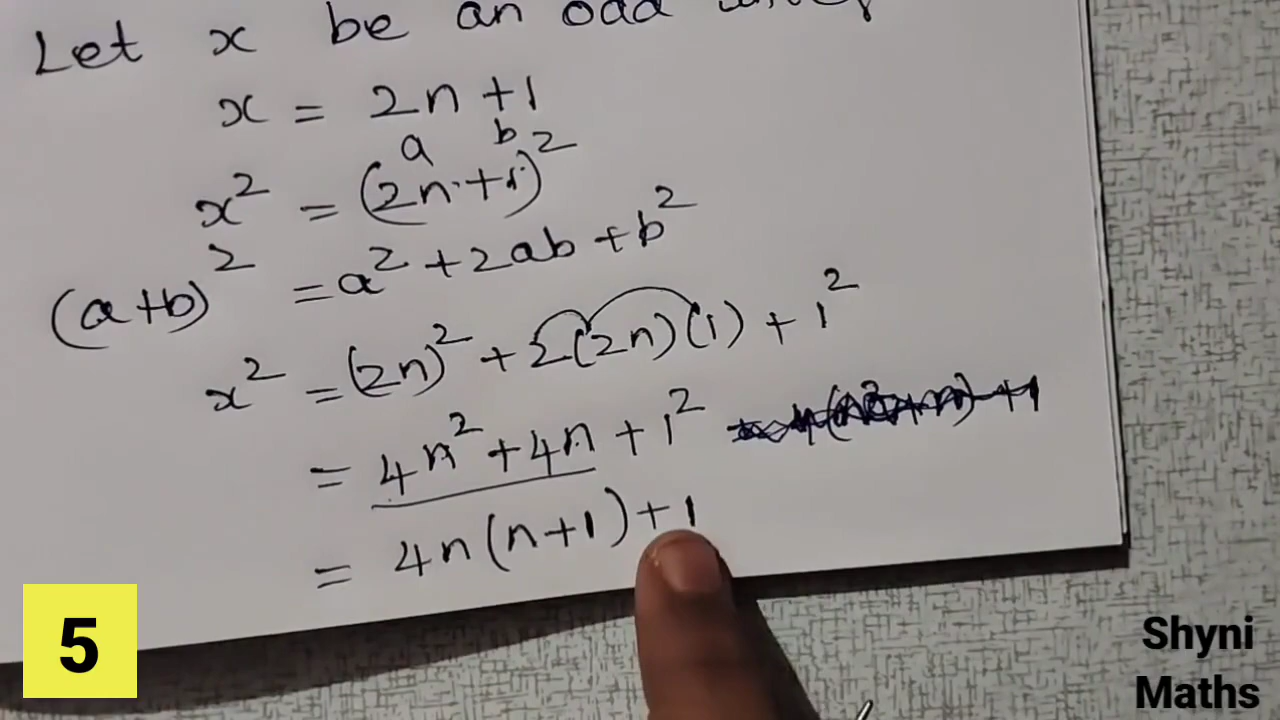 Let x be an odd
x = 2n +1
a b
x² = (2n+1)²
(a+b)² = a² +2ab +b²
x² = (2n)² + 2(2n)(1) + 1²
= 4n² +4n + 1²
= 4n(n+1) +1
5
Shyni
Maths